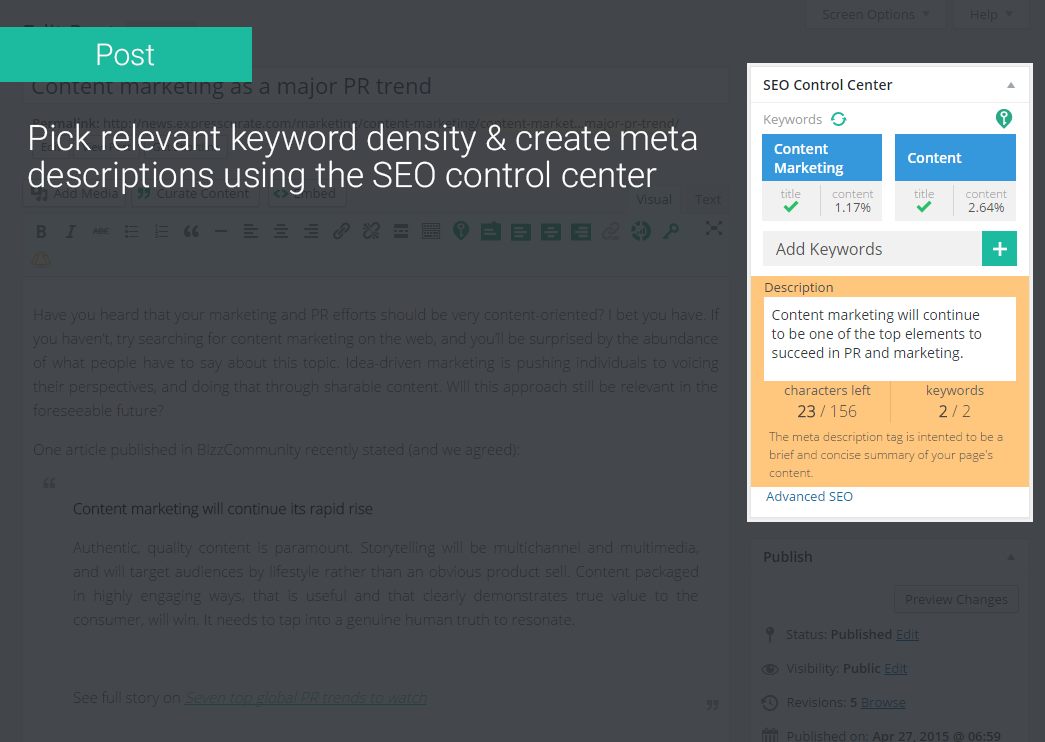 Screen Options
Help
Post
Content marketing as a major PR trend
Permalink: http://news.expresscurate.com/marketing/content-marketing/content-market...major-pr-trend/
Pick relevant keyword density & create meta
descriptions using the SEO control center
Add Media
Curate Content
Embed
Visual
Text
B I ABC
Have you heard that your marketing and PR efforts should be very content-oriented? I bet you have. If
you haven't, try searching for content marketing on the web, and you'll be surprised by the abundance
of what people have to say about this topic. Idea-driven marketing is pushing individuals to voicing
their perspectives, and doing that through sharable content. Will this approach still be relevant in the
foreseeable future?
One article published in BizzCommunity recently stated (and we agreed):
Content marketing will continue its rapid rise
Authentic, quality content is paramount. Storytelling will be multichannel and multimedia,
and will target audiences by lifestyle rather than an obvious product sell. Content packaged
in highly engaging ways, that is useful and that clearly demonstrates true value to the
consumer, will win. It needs to tap into a genuine human truth to resonate.
See full story on Seven top global PR trends to watch
SEO Control Center
Keywords
Content
Marketing
title
content
1.17%
Content
title
content
2.64%
Add Keywords
+
Description
Content marketing will continue
to be one of the top elements to
succeed in PR and marketing.
characters left
23 / 156
keywords
2 / 2
The meta description tag is intented to be a
brief and concise summary of your page's
content.
Advanced SEO
Publish
Preview Changes
Status: Published Edit
Visibility: Public Edit
Revisions: 5 Browse
Published on: Apr 27, 2015 @ 06:59